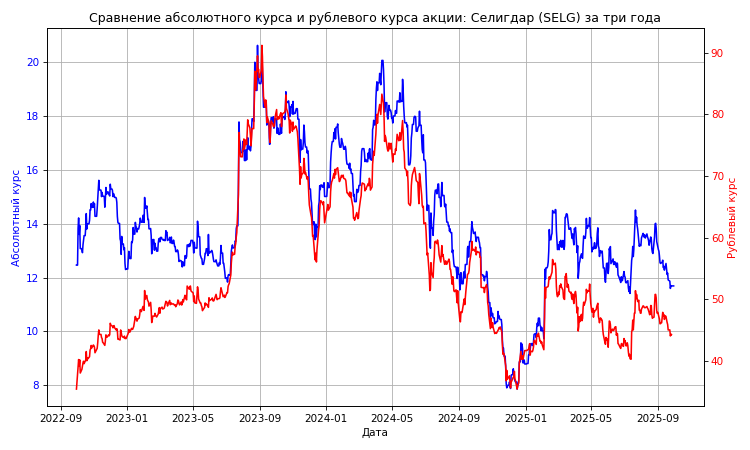 Сравнение абсолютного курса и рублевого курса акции: Селигдар (SELG) за три года
Абсолютный курс
20
18
16
14
12
10
8
90
80
70
60
50
40
Рублевый курс
2022-09 2023-01 2023-05 2023-09 2024-01 2024-05 2024-09 2025-01 2025-05 2025-09
Дата